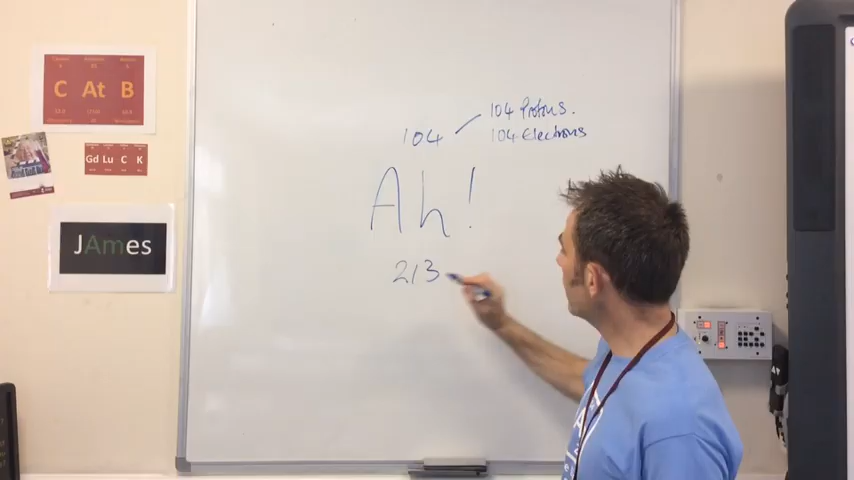 C At B
Gd Lu C K
JAmes
104 Protons.
104
104 Electrons
Ah!
213